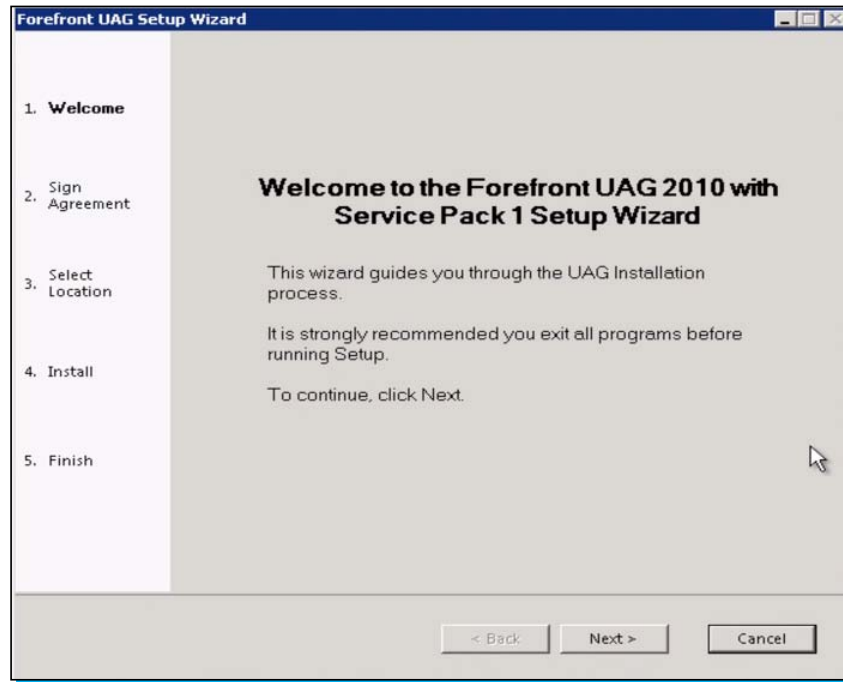 Forefront UAG Setup Wizard
1. Welcome
2. Sign
Agreement
3. Select
Location
4. Install
5. Finish
Welcome to the Forefront UAG 2010 with
Service Pack 1 Setup Wizard
This wizard guides you through the UAG Installation
process.
It is strongly recommended you exit all programs before
running Setup.
To continue, click Next.
< Back
Next >
Cancel